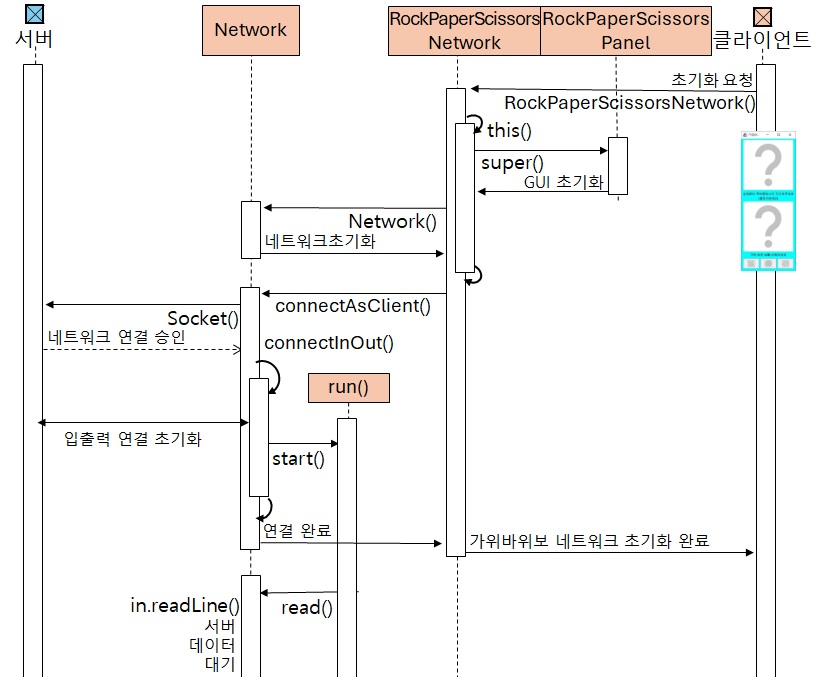 서버
Network
RockPaperScissors
Network
RockPaperScissors
Panel
클라이언트
초기화 요청
RockPaperScissorsNetwork()
this()
super()
GUI 초기화
Network()
네트워크초기화
connectAsClient()
Socket()
네트워크 연결 승인
connectInOut()
run()
입출력 연결 초기화
start()
연결 완료
가위바위보 네트워크 초기화 완료
in.readLine()
read()
서버
데이터
대기